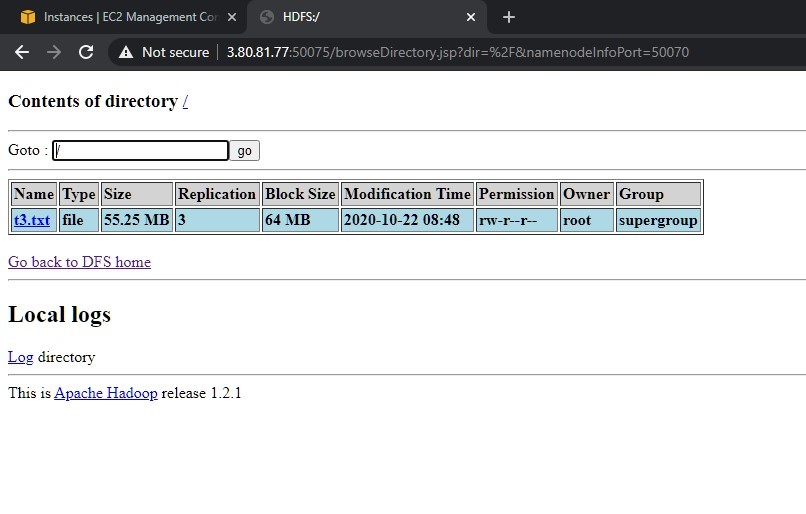 Instances | EC2 Management Con
HDFS:/
Not secure 3.80.81.77:50075/browseDirectory.jsp?dir=%2F&namenodeInfoPort=50070
Contents of directory /
Goto : / go
Name Type Size Replication Block Size Modification Time Permission Owner Group
t3.txt file 55.25 MB 3 64 MB 2020-10-22 08:48 rw-r--r-- root supergroup
Go back to DFS home
Local logs
Log directory
This is Apache Hadoop release 1.2.1